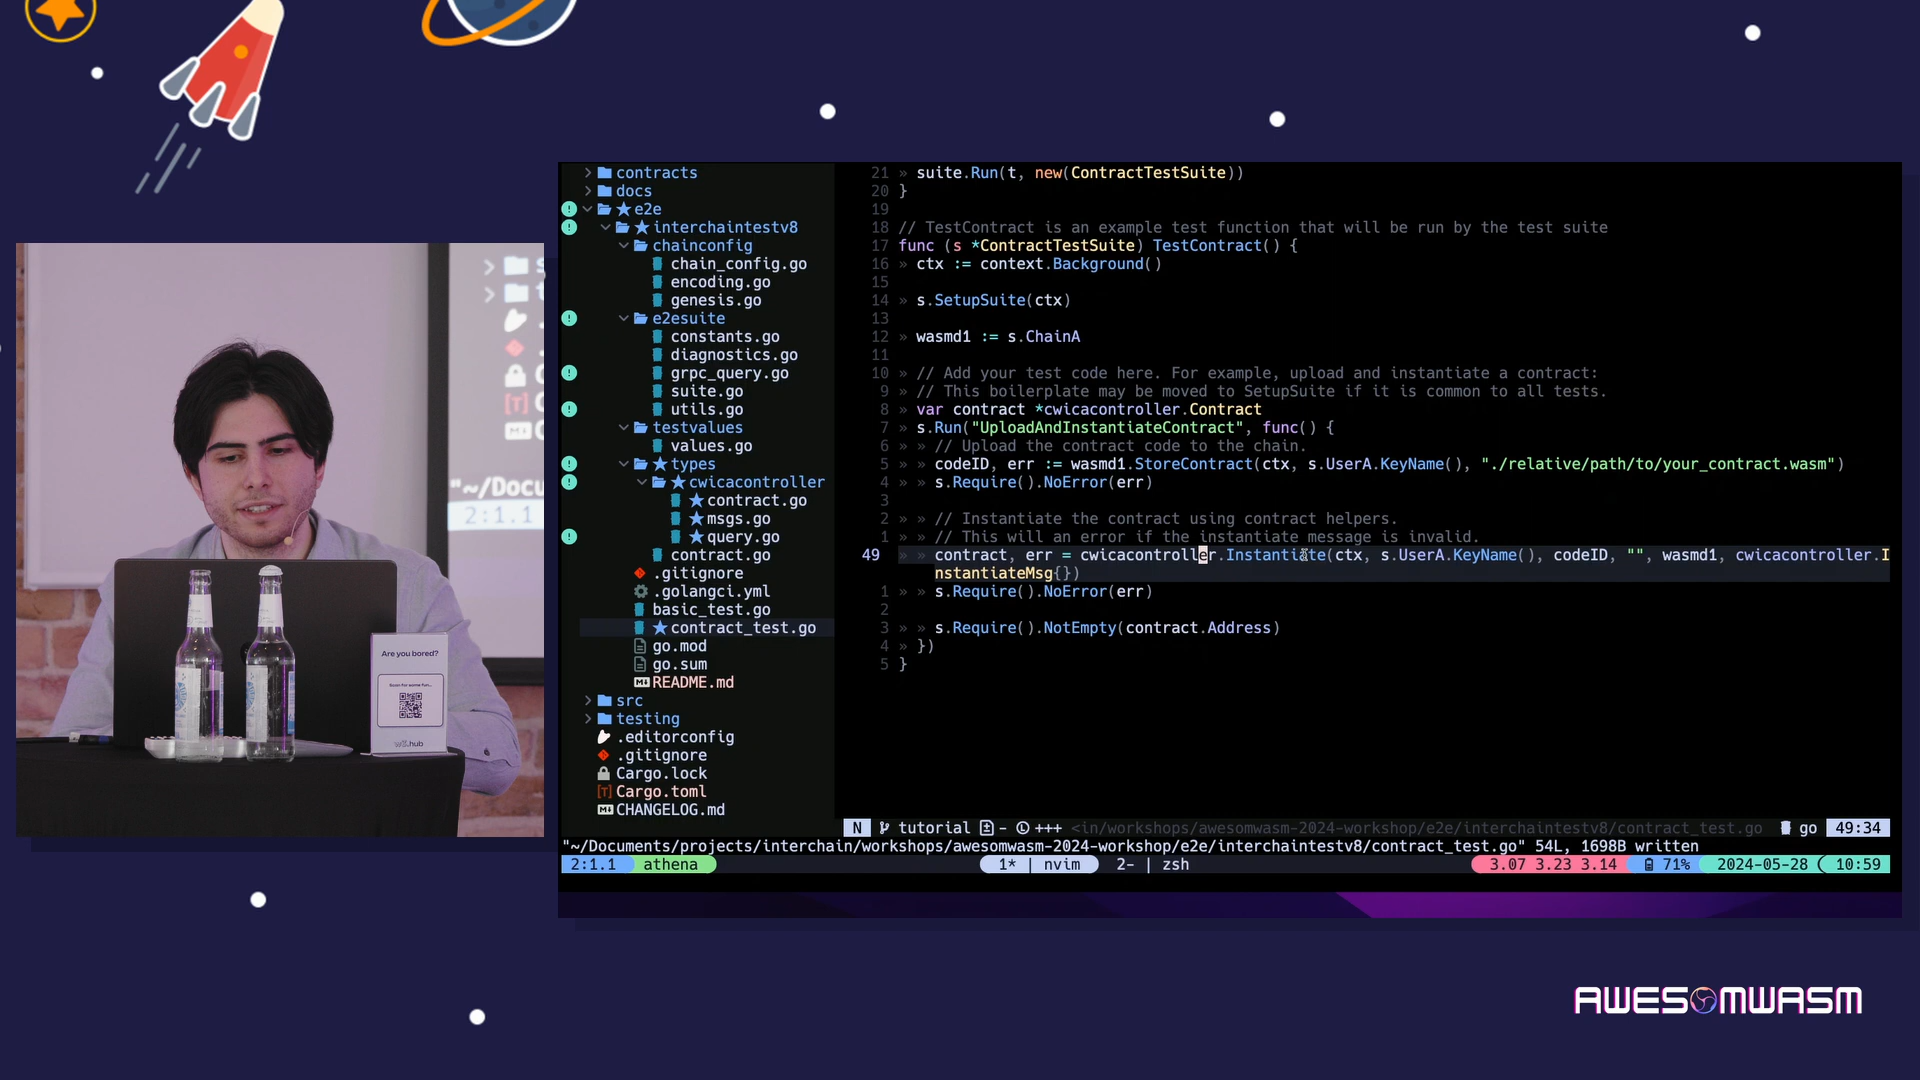 "~/Docu
2:1.1
Are you bored?
Scan for some fun...
contracts
docs
e2e
interchaintestv8
chainconfig
chain_config.go
encoding.go
genesis.go
e2esuite
constants.go
diagnostics.go
grpc_query.go
suite.go
utils.go
testvalues
values.go
types
cwicacontroller
contract.go
msgs.go
query.go
contract.go
.gitignore
.golangci.yml
basic_test.go
contract_test.go
go.mod
go.sum
README.md
src
testing
.editorconfig
.gitignore
Cargo.lock
Cargo.toml
CHANGELOG.md
21 » suite.Run(t, new(ContractTestSuite))
20 }
19
18 // TestContract is an example test function that will be run by the test suite
17 func (s *ContractTestSuite) TestContract() {
16 » ctx := context.Background()
15
14 » s.SetupSuite(ctx)
13
12 » wasmd1 := s.ChainA
11
10 » // Add your test code here. For example, upload and instantiate a contract:
9 » // This boilerplate may be moved to SetupSuite if it is common to all tests.
8 » var contract *cwicacontroller.Contract
7 » s.Run("UploadAndInstantiateContract", func() {
6 » » // Upload the contract code to the chain.
5 » » codeID, err := wasmd1.StoreContract(ctx, s.UserA.KeyName(), "./relative/path/to/your_contract.wasm")
4 » » s.Require().NoError(err)
3
2 » » // Instantiate the contract using contract helpers.
1 » » // This will an error if the instantiate message is invalid.
49 » » contract, err = cwicacontroller.Instantiate(ctx, s.UserA.KeyName(), codeID, "", wasmd1, cwicacontroller.I
nstantiateMsg{})
1 » » s.Require().NoError(err)
2
3 » » s.Require().NotEmpty(contract.Address)
4 » })
5 }
N tutorial - +++ <in/workshops/awesomwasm-2024-workshop/e2e/interchaintestv8/contract_test.go go 49:34
"~/Documents/projects/interchain/workshops/awesomwasm-2024-workshop/e2e/interchaintestv8/contract_test.go" 54L, 1698B written
2:1.1 athena 1* | nvim 2- | zsh 3.07 3.23 3.14 71% 2024-05-28 10:59
AWESOMWASM